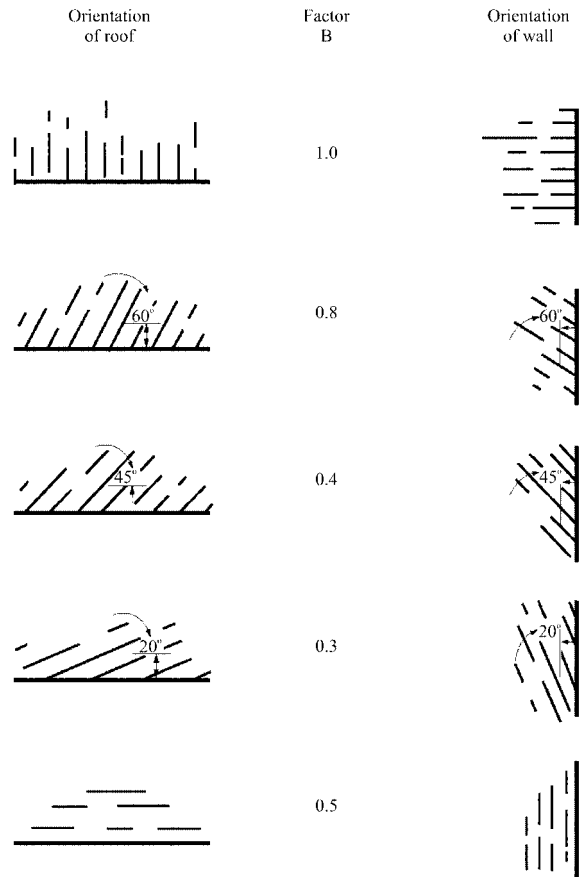 Orientation
of roof
Factor
B
Orientation
of wall
1.0
60°
0.8
60°
45°
0.4
45°
20°
0.3
20°
0.5